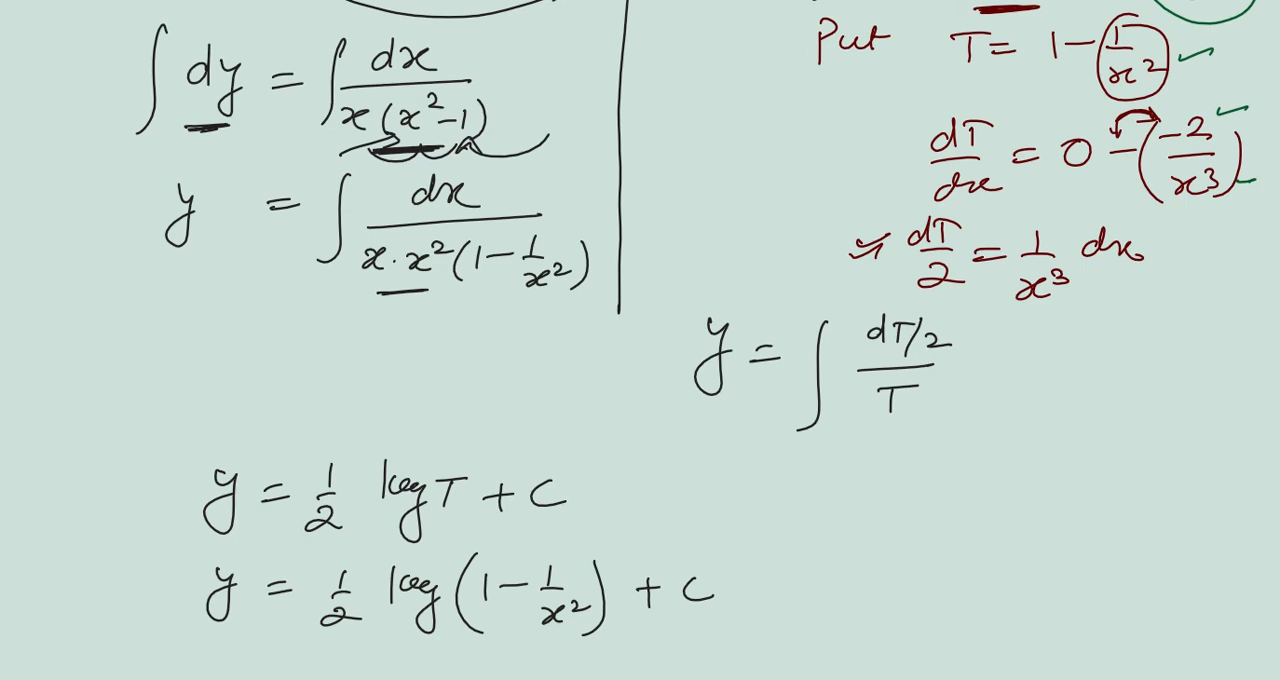 ∫ dy = ∫ dx / x(x²-1)
y = ∫ dx / x·x²(1-1/x²)
Put T = 1 - 1/x²
dT/dx = 0 - (-2/x³)
dT/2 = 1/x³ dx
y = ∫ dT/2 / T
y = 1/2 log T + C
y = 1/2 log (1 - 1/x²) + C